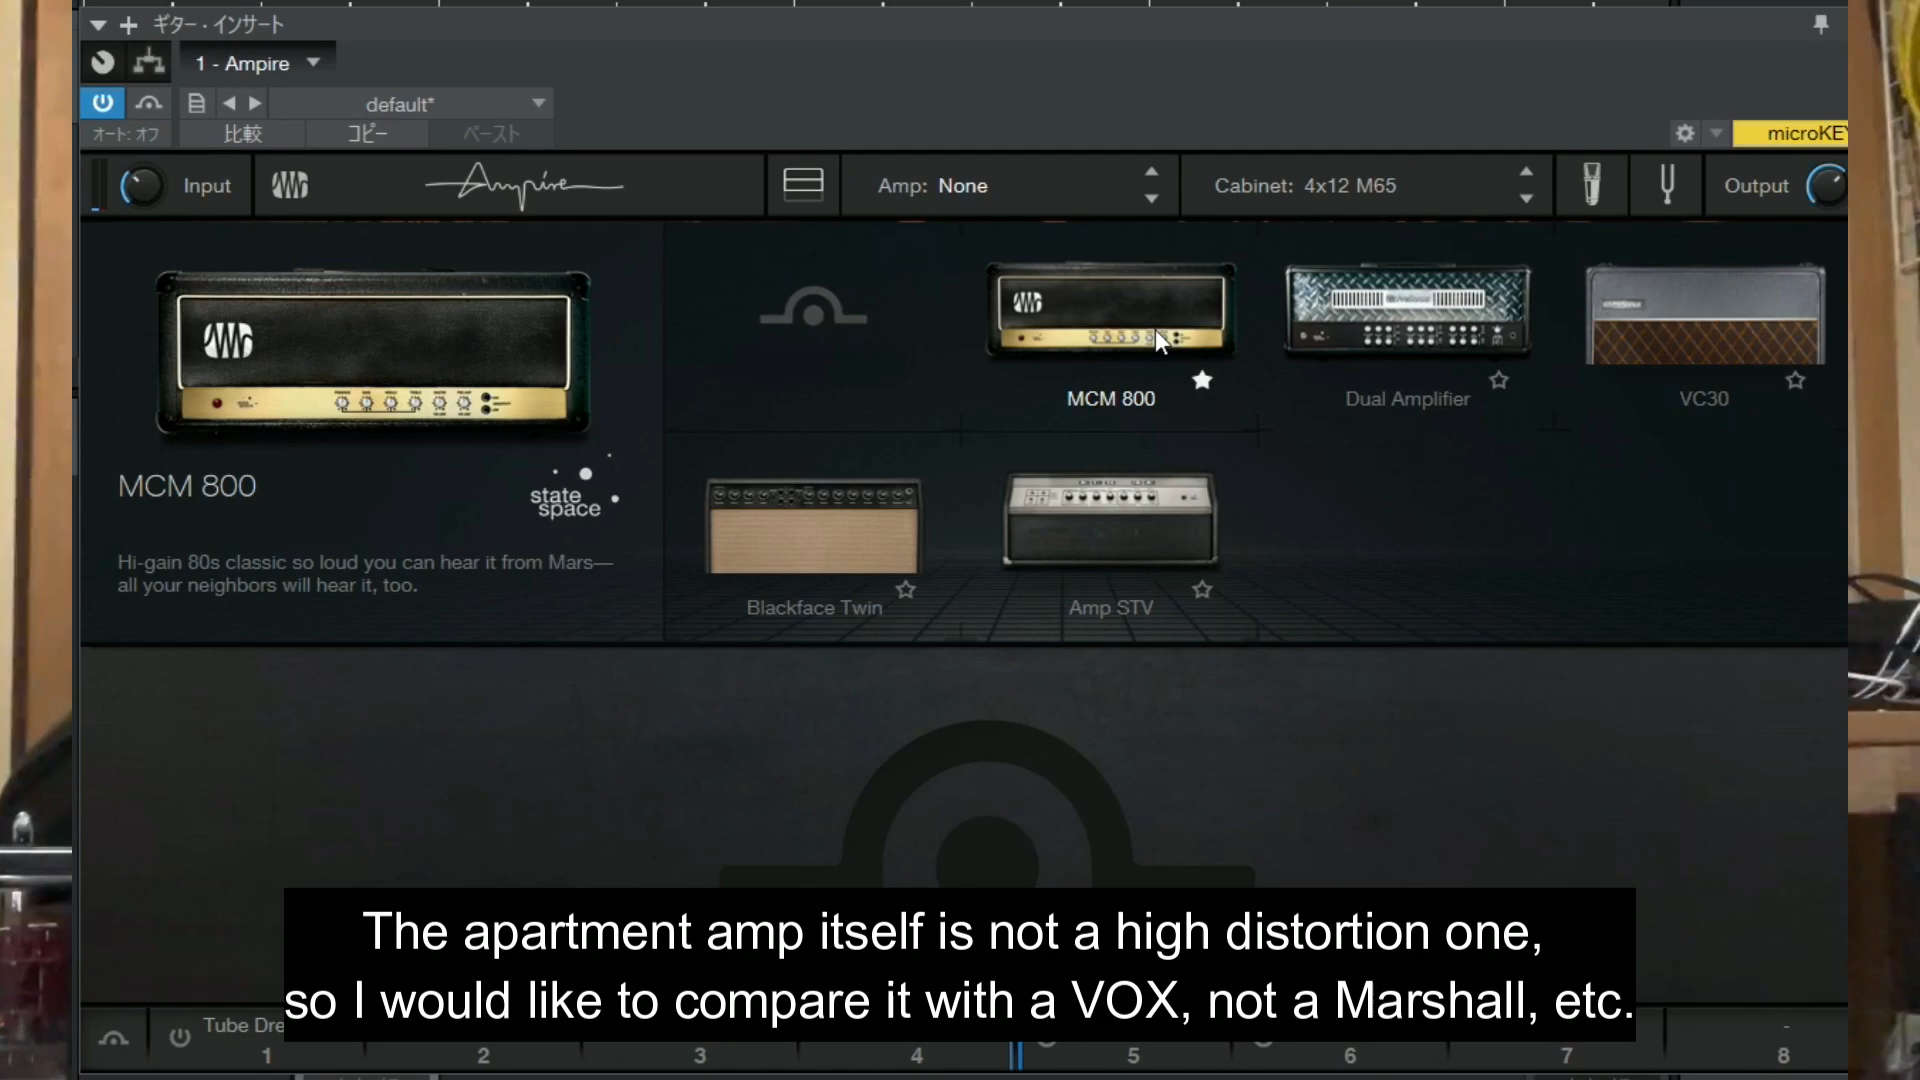 ギター・インサート
1 - Ampire
default*
オート: オフ
比較
コピー
ペースト
microKEY
Input
Ampire
Amp: None
Cabinet: 4x12 M65
Output
MCM 800
Dual Amplifier
VC30
MCM 800
state
space
Hi-gain 80s classic so loud you can hear it from Mars—
all your neighbors will hear it, too.
Blackface Twin
Amp STV
The apartment amp itself is not a high distortion one,
so I would like to compare it with a VOX, not a Marshall, etc.
Tube Dre
-
1
2
3
4
5
6
7
8